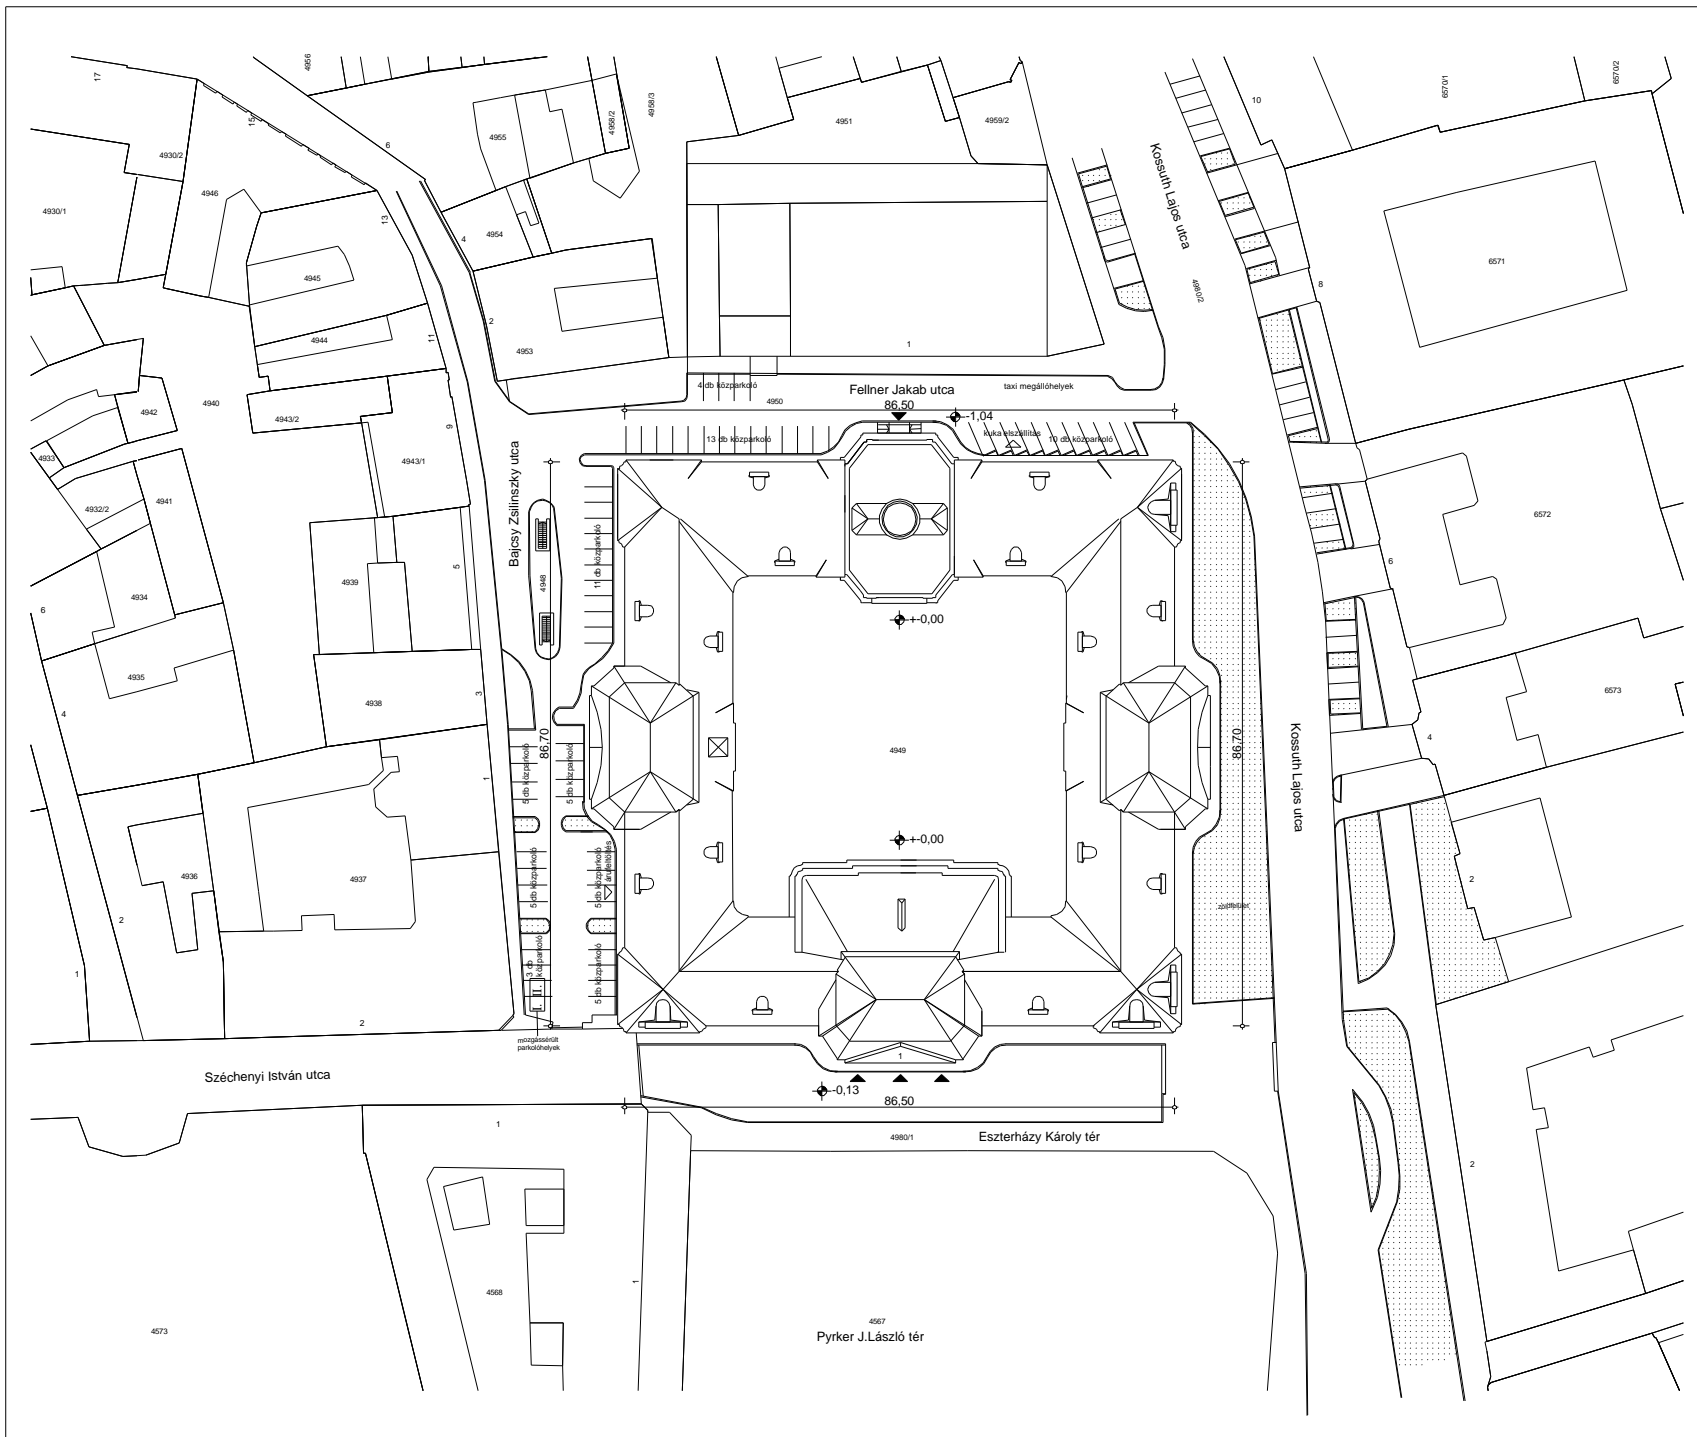 17
4956
4958/2
4958/3
4951
4959/2
10
6570/1
6570/2
15
6
4955
4930/2
4946
4930/1
13
4
4954
Kossuth Lajos utca
4980/2
6571
8
4945
4944
11
2
4953
1
4942
4940
4943/2
4 db közparkoló
4950
Fellner Jakab utca
taxi megállóhelyek
86,50
-1,04
13 db közparkoló
kuka elszállítás
10 db közparkoló
9
4933
4943/1
4932/2
4941
Bajcsy Zsilinszky utca
11 db közparkoló
4948
6572
6
6
4934
4939
5
+-0,00
4935
4938
3
4
6573
4
86,70
4949
86,70
Kossuth Lajos utca
1
5 db közparkoló
5 db közparkoló
+-0,00
4936
4937
5 db közparkoló
5 db közparkoló
árufeltöltés
2
2
zöldfelület
1
3 db
közparkoló
5 db közparkoló
I. II.
2
mozgássérült
parkolóhelyek
1
Széchenyi István utca
-0,13
86,50
1
4980/1
Eszterházy Károly tér
2
4568
1
4573
4567
Pyrker J.László tér